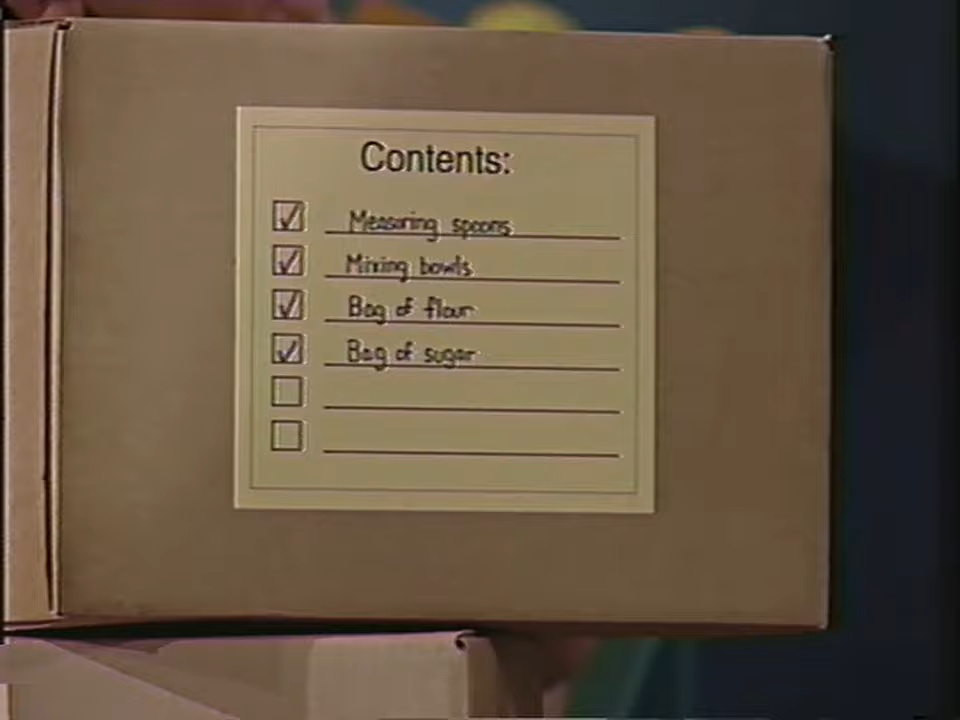 Contents:
Measuring spoons
Mixing bowls
Bag of flour
Bag of sugar